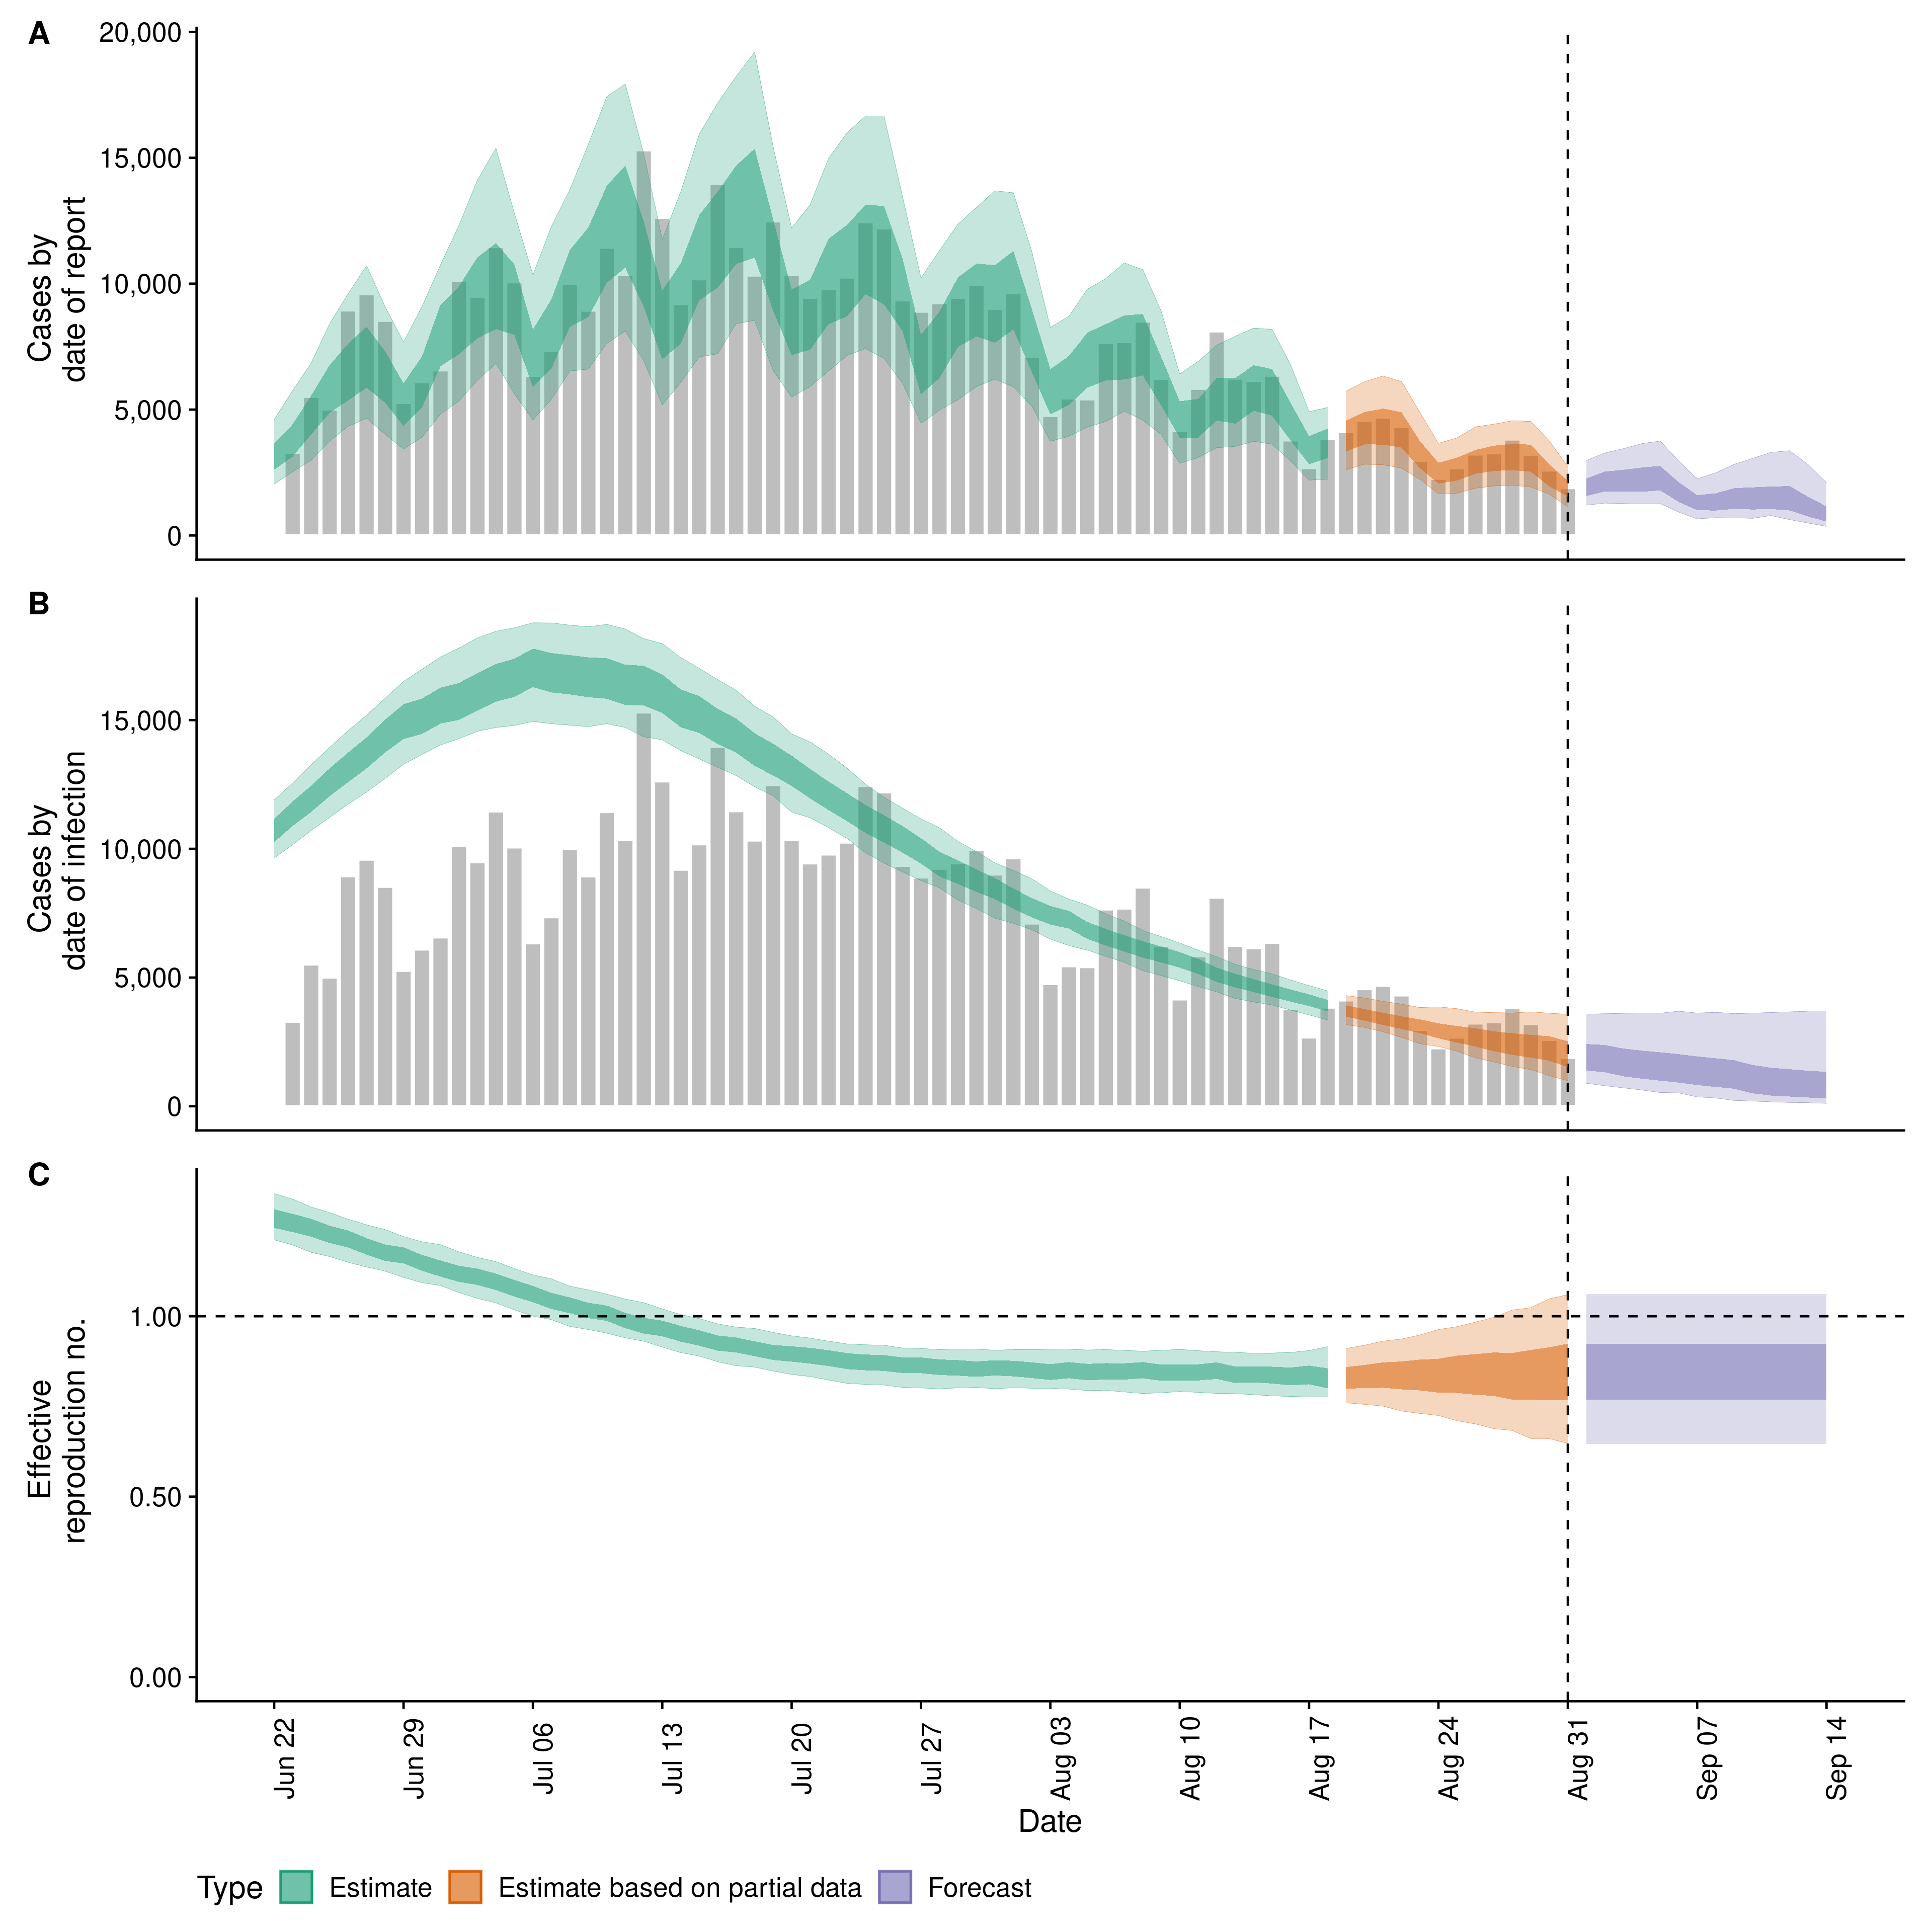 A
20,000
15,000
10,000
5,000
0
Cases by
date of report
B
15,000
10,000
5,000
0
Cases by
date of infection
C
1.00
0.50
0.00
Effective
reproduction no.
Jun 22
Jun 29
Jul 06
Jul 13
Jul 20
Jul 27
Aug 03
Aug 10
Aug 17
Aug 24
Aug 31
Sep 07
Sep 14
Date
Type Estimate Estimate based on partial data Forecast